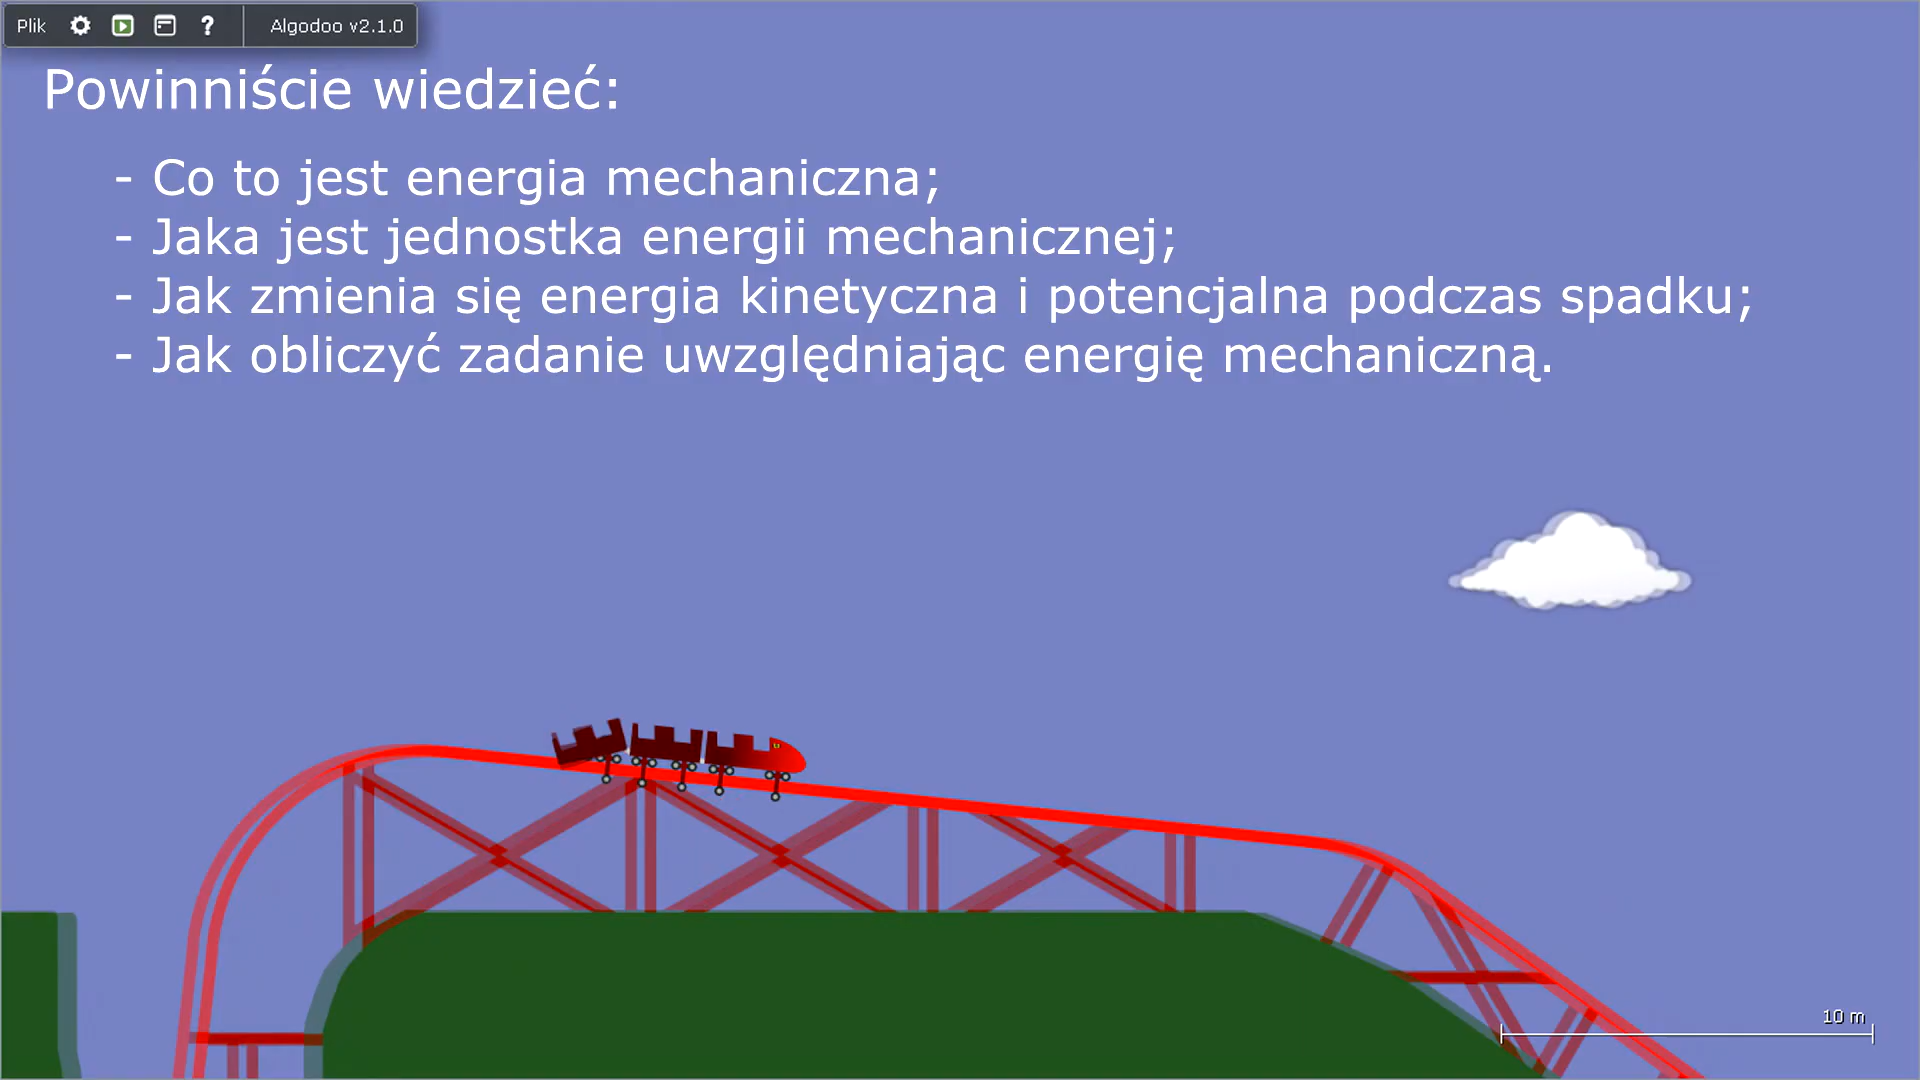 Plik ? Algodoo v2.1.0
Powinniście wiedzieć:
- Co to jest energia mechaniczna;
- Jaka jest jednostka energii mechanicznej;
- Jak zmienia się energia kinetyczna i potencjalna podczas spadku;
- Jak obliczyć zadanie uwzględniając energię mechaniczną.
10 m